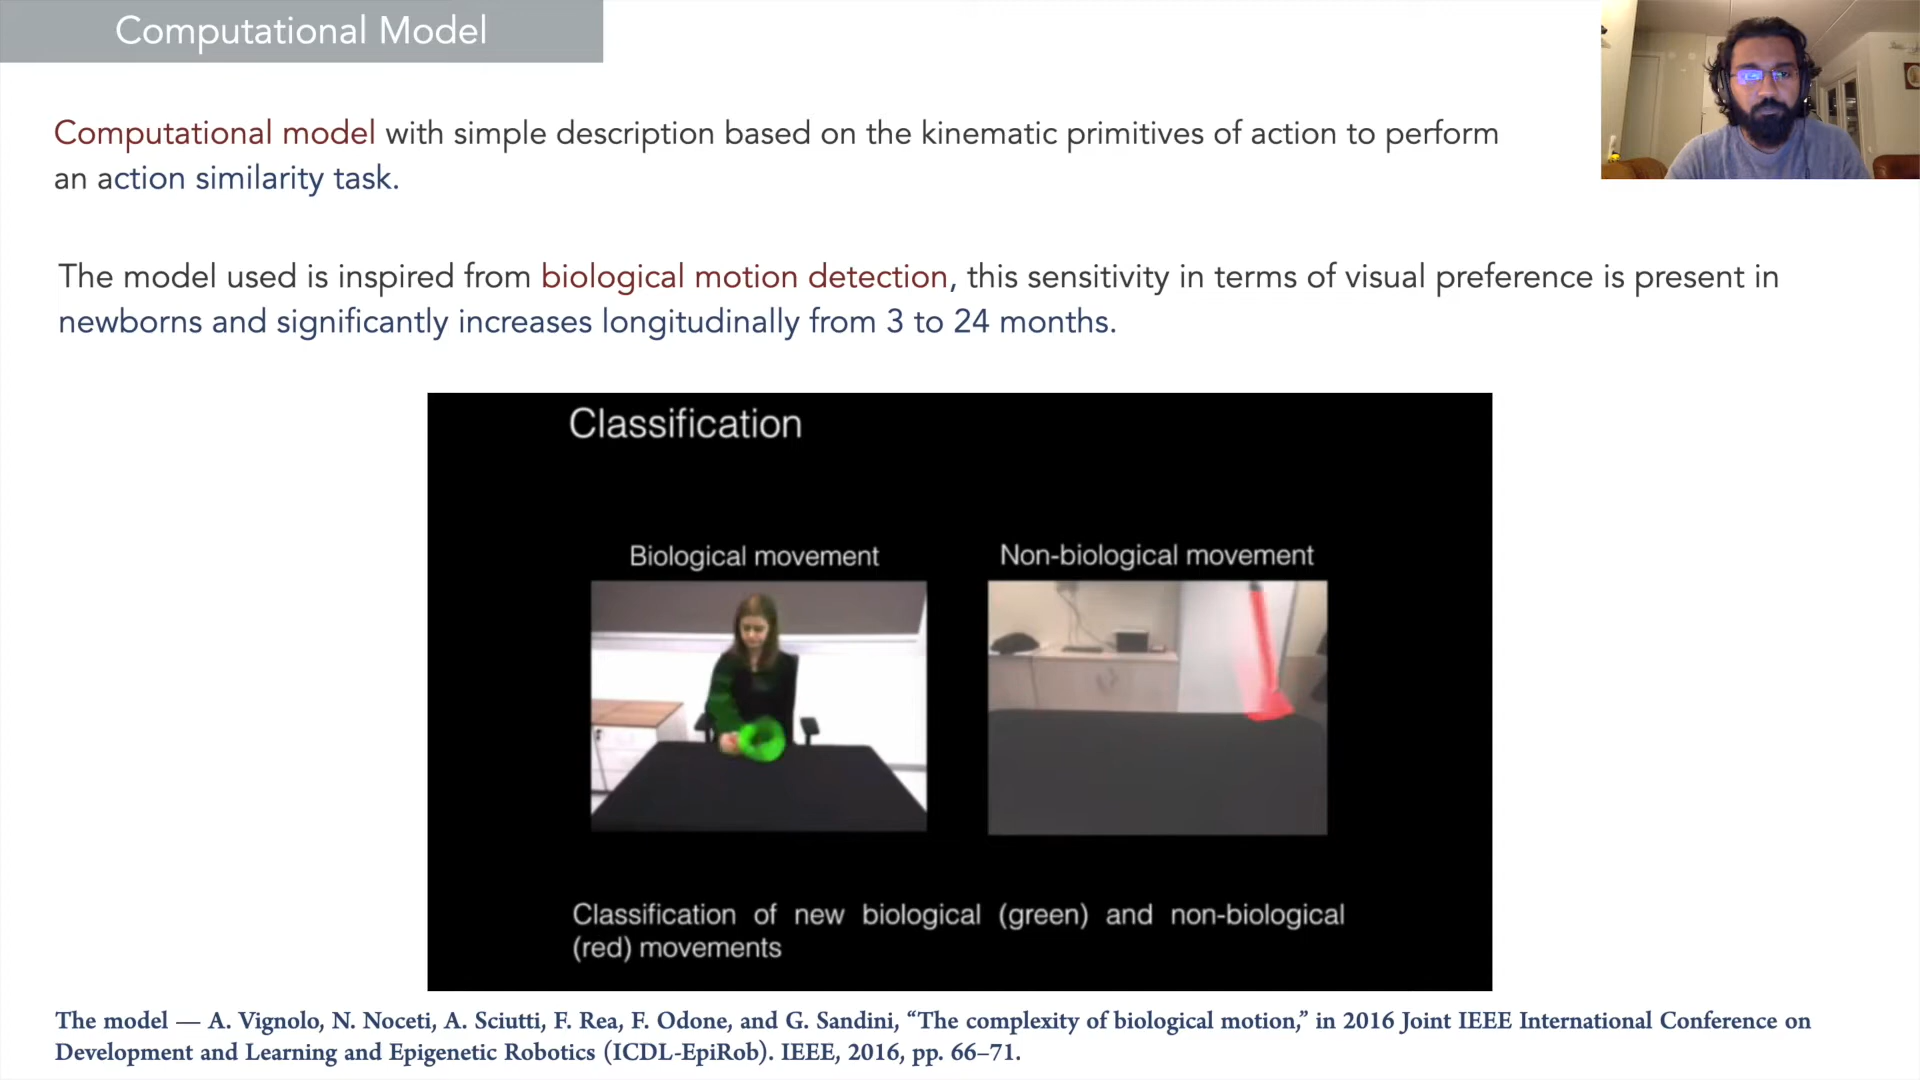 Computational Model
Computational model with simple description based on the kinematic primitives of action to perform
an action similarity task.
The model used is inspired from biological motion detection, this sensitivity in terms of visual preference is present in
newborns and significantly increases longitudinally from 3 to 24 months.
Classification
Biological movement
Non-biological movement
Classification of new biological (green) and non-biological
(red) movements
The model — A. Vignolo, N. Noceti, A. Sciutti, F. Rea, F. Odone, and G. Sandini, “The complexity of biological motion,” in 2016 Joint IEEE International Conference on
Development and Learning and Epigenetic Robotics (ICDL-EpiRob). IEEE, 2016, pp. 66–71.